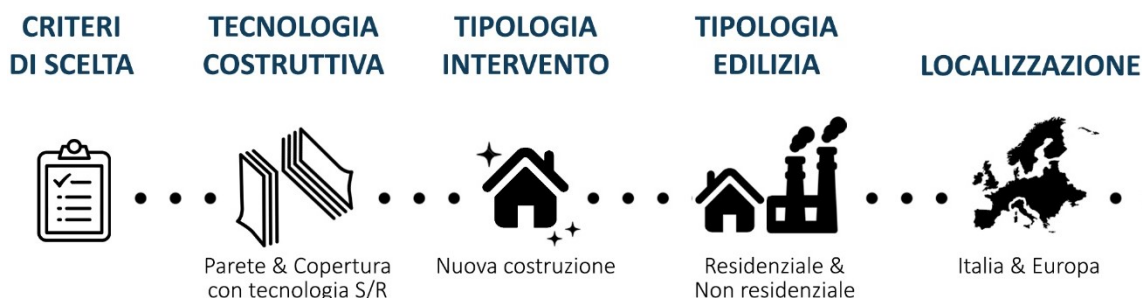 CRITERI
DI SCELTA
TECNOLOGIA
COSTRUTTIVA
TIPOLOGIA
INTERVENTO
TIPOLOGIA
EDILIZIA
LOCALIZZAZIONE
Parete & Copertura
con tecnologia S/R
Nuova costruzione
Residenziale &
Non residenziale
Italia & Europa